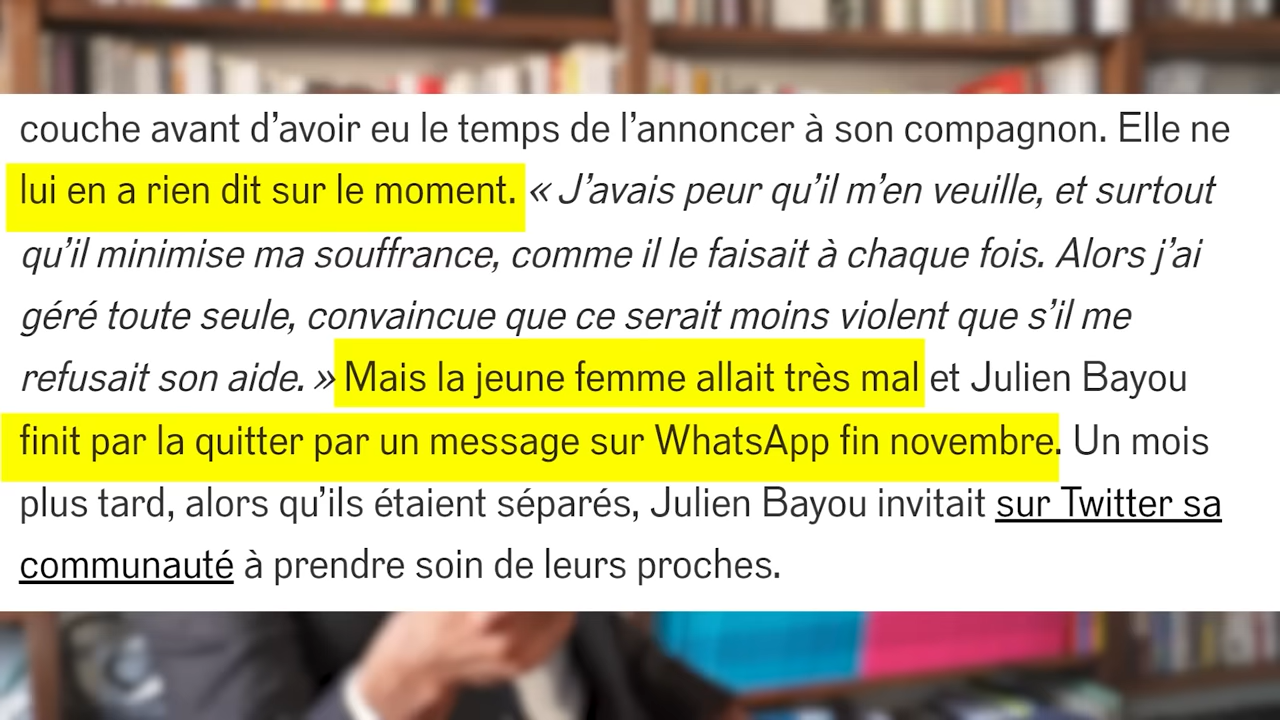 couche avant d’avoir eu le temps de l’annoncer à son compagnon. Elle ne
lui en a rien dit sur le moment. « J’avais peur qu’il m’en veuille, et surtout
qu’il minimise ma souffrance, comme il le faisait à chaque fois. Alors j’ai
géré toute seule, convaincue que ce serait moins violent que s’il me
refusait son aide. » Mais la jeune femme allait très mal et Julien Bayou
finit par la quitter par un message sur WhatsApp fin novembre. Un mois
plus tard, alors qu’ils étaient séparés, Julien Bayou invitait sur Twitter sa
communauté à prendre soin de leurs proches.